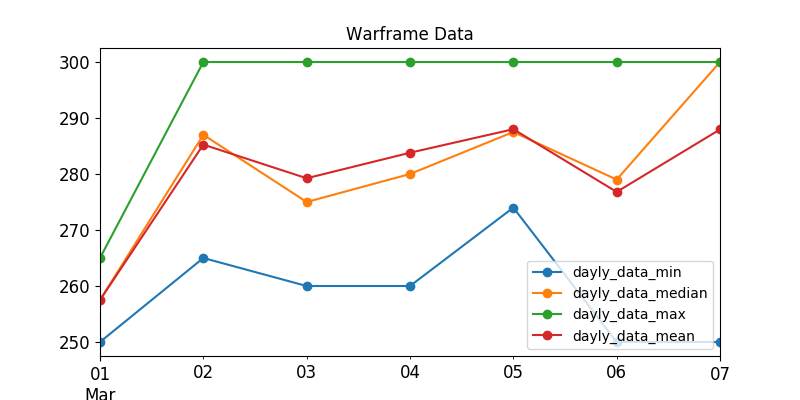 Warframe Data
300
290
280
270
260
250
dayly_data_min
dayly_data_median
dayly_data_max
dayly_data_mean
01 02 03 04 05 06 07
Mar